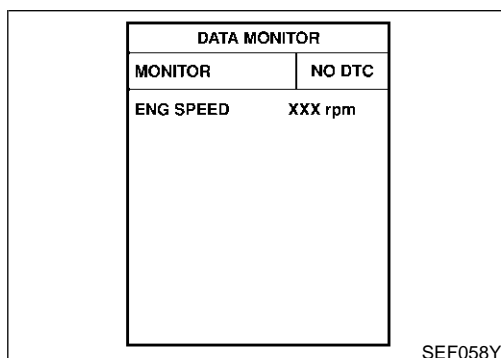 DATA MONITOR
MONITOR NO DTC
ENG SPEED XXX rpm
SEF058Y